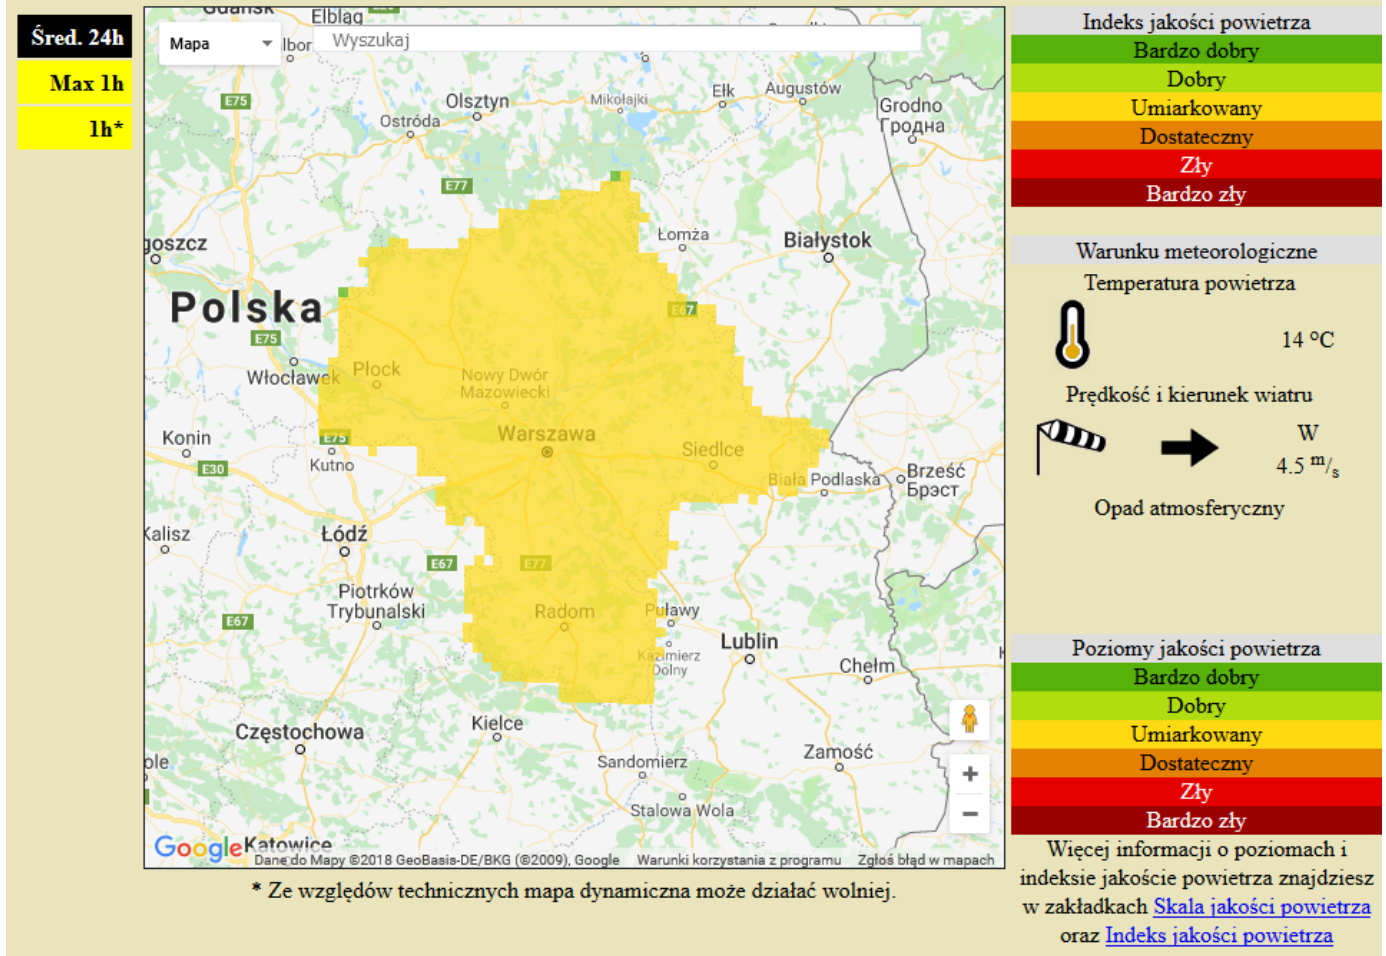 Śred. 24h
Max 1h
1h*
Mapa
Wyszukaj
Gdańsk
Elbląg
E75
Olsztyn
Mikołajki
Ełk
Augustów
Grodno
Гродна
Ostróda
E77
Łomża
Białystok
goszcz
Polska
E67
E75
Włocławek
Płock
Nowy Dwór
Mazowiecki
Konin
E75
Warszawa
Siedlce
E30
Kutno
Biała Podlaska
Brześć
Брэст
Kalisz
Łódź
E67
E77
Piotrków
Trybunalski
E67
Radom
Puławy
Lublin
Kazimierz
Dolny
Chełm
Częstochowa
Kielce
Sandomierz
Zamość
ole
Stalowa Wola
Google
Katowice
Dane do Mapy ©2018 GeoBasis-DE/BKG (©2009), Google
Warunki korzystania z programu
Zgłoś błąd w mapach
* Ze względów technicznych mapa dynamiczna może działać wolniej.
Indeks jakości powietrza
Bardzo dobry
Dobry
Umiarkowany
Dostateczny
Zły
Bardzo zły
Warunku meteorologiczne
Temperatura powietrza
14 °C
Prędkość i kierunek wiatru
W
4.5 m/s
Opad atmosferyczny
Poziomy jakości powietrza
Bardzo dobry
Dobry
Umiarkowany
Dostateczny
Zły
Bardzo zły
Więcej informacji o poziomach i
indeksie jakoście powietrza znajdziesz
w zakładkach Skala jakości powietrza
oraz Indeks jakości powietrza